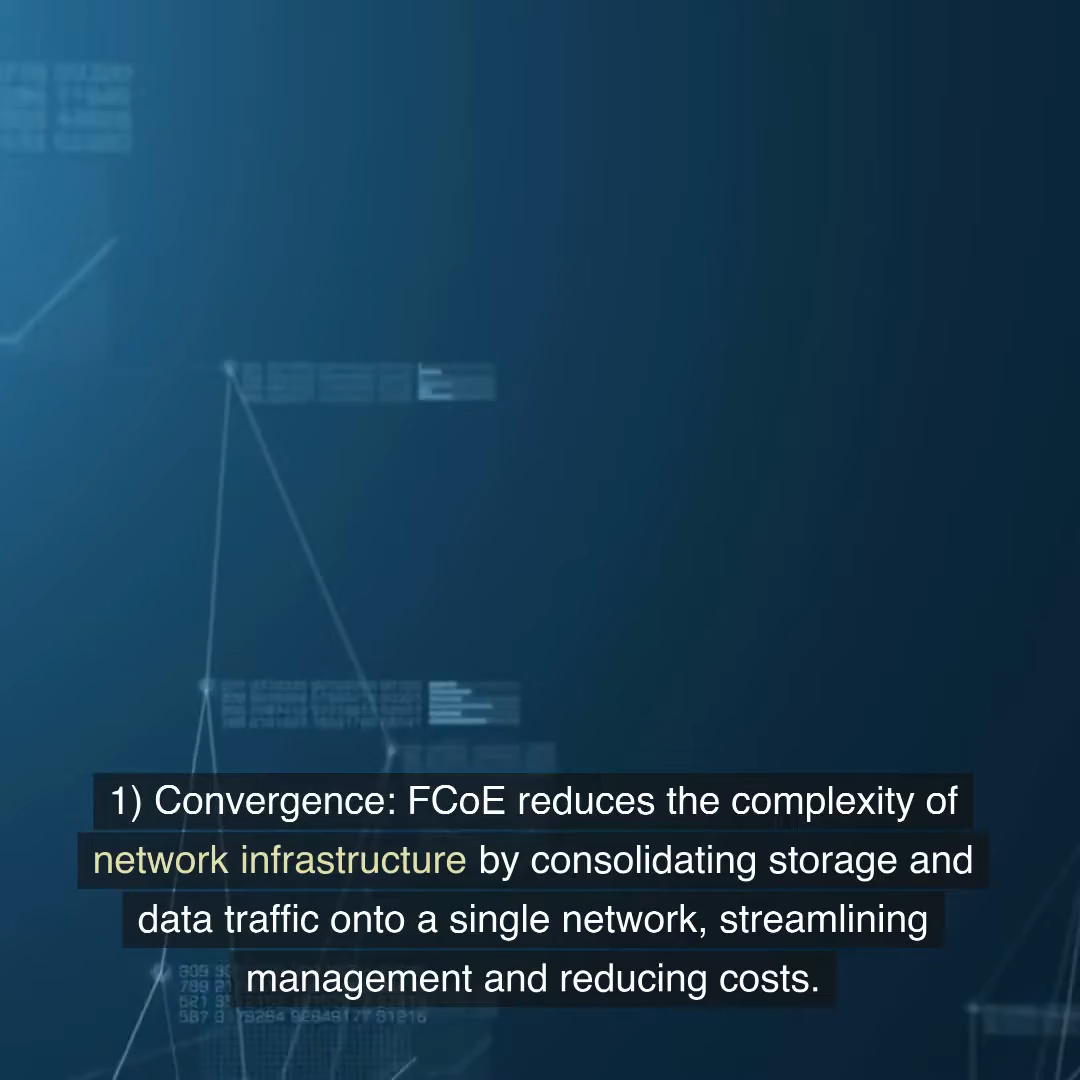 1) Convergence: FCoE reduces the complexity of
network infrastructure by consolidating storage and
data traffic onto a single network, streamlining
management and reducing costs.